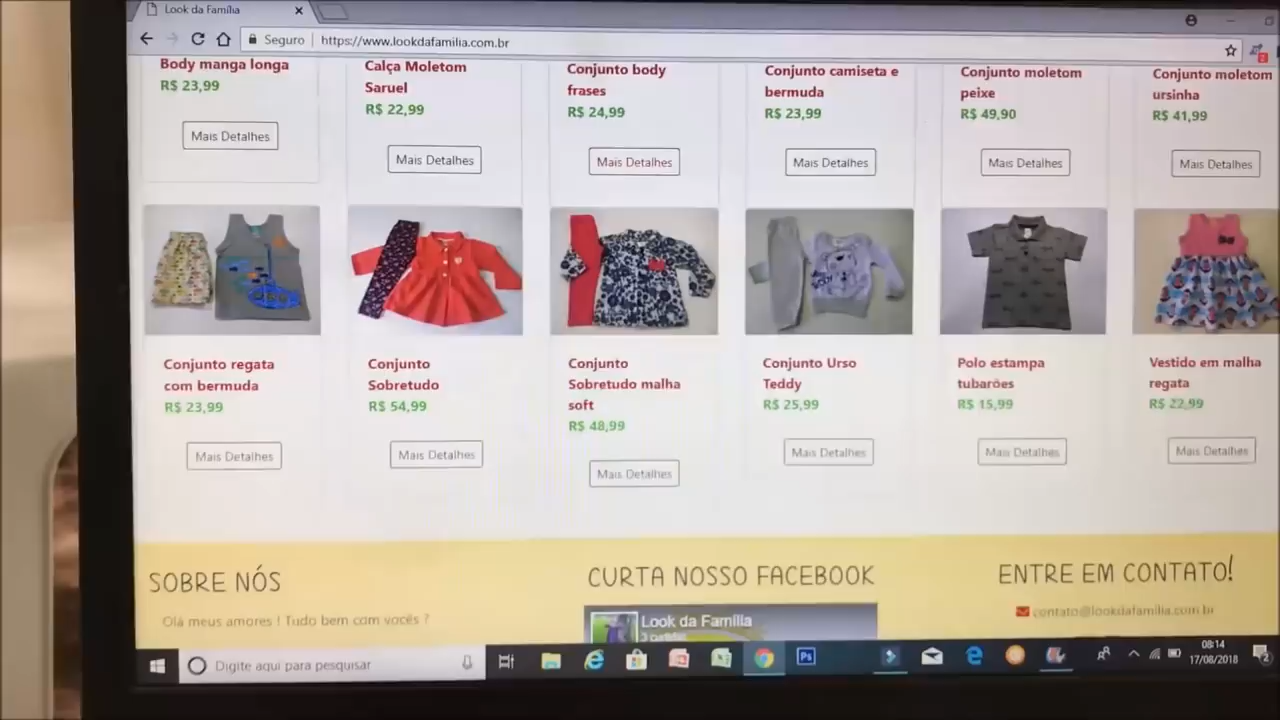 Look da Família
Seguro
https://www.lookdafamilia.com.br
Body manga longa
R$ 23,99
Mais Detalhes
Calça Moletom
Saruel
R$ 22,99
Mais Detalhes
Conjunto body
frases
R$ 24,99
Mais Detalhes
Conjunto camiseta e
bermuda
R$ 23,99
Mais Detalhes
Conjunto moletom
peixe
R$ 49,90
Mais Detalhes
Conjunto moletom
ursinha
R$ 41,99
Mais Detalhes
Conjunto regata
com bermuda
R$ 23,99
Mais Detalhes
Conjunto
Sobretudo
R$ 54,99
Mais Detalhes
Conjunto
Sobretudo malha
soft
R$ 48,99
Mais Detalhes
Conjunto Urso
Teddy
R$ 25,99
Mais Detalhes
Polo estampa
tubarões
R$ 15,99
Mais Detalhes
Vestido em malha
regata
R$ 22,99
Mais Detalhes
SOBRE NÓS
Olá meus amores ! Tudo bem com vocês ?
CURTA NOSSO FACEBOOK
Look da Família
3 curtidas
ENTRE EM CONTATO!
contato@lookdafamilia.com.br
Digite aqui para pesquisar
Ps
08:14
17/08/2018
2